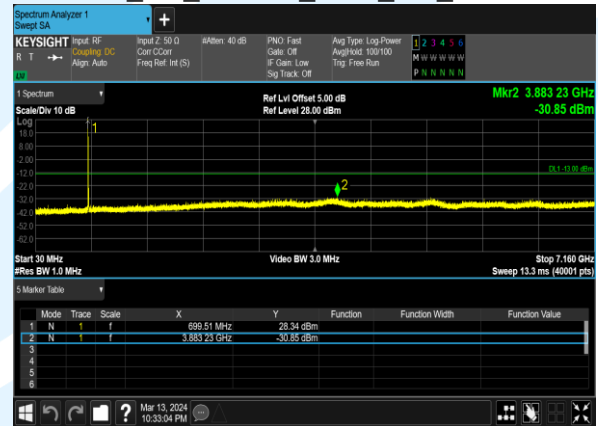 Spectrum Analyzer 1
Swept SA
+
KEYSIGHT Input: RF Input Z: 50 Ω #Atten: 40 dB PNO: Fast Avg Type: Log-Power 1 2 3 4 5 6
R T Coupling: DC Corr CCorr Gate: Off Avg|Hold: 100/100 M W W W W W
Align: Auto Freq Ref: Int (S) IF Gain: Low Trig: Free Run P N N N N N
LW Sig Track: Off
1 Spectrum Ref Lvl Offset 5.00 dB Mkr2 3.883 23 GHz
Scale/Div 10 dB Ref Level 28.00 dBm -30.85 dBm
Log
1
18.0
8.00
-2.00
DL1 -13.00 dBm
-12.0
2
-22.0
-32.0
-42.0
-52.0
-62.0
Start 30 MHz Video BW 3.0 MHz Stop 7.160 GHz
#Res BW 1.0 MHz Sweep 13.3 ms (40001 pts)
5 Marker Table
Mode Trace Scale X Y Function Function Width Function Value
1 N 1 f 699.51 MHz 28.34 dBm
2 N 1 f 3.883 23 GHz -30.85 dBm
3
4
5
6
? Mar 13, 2024
10:33:04 PM